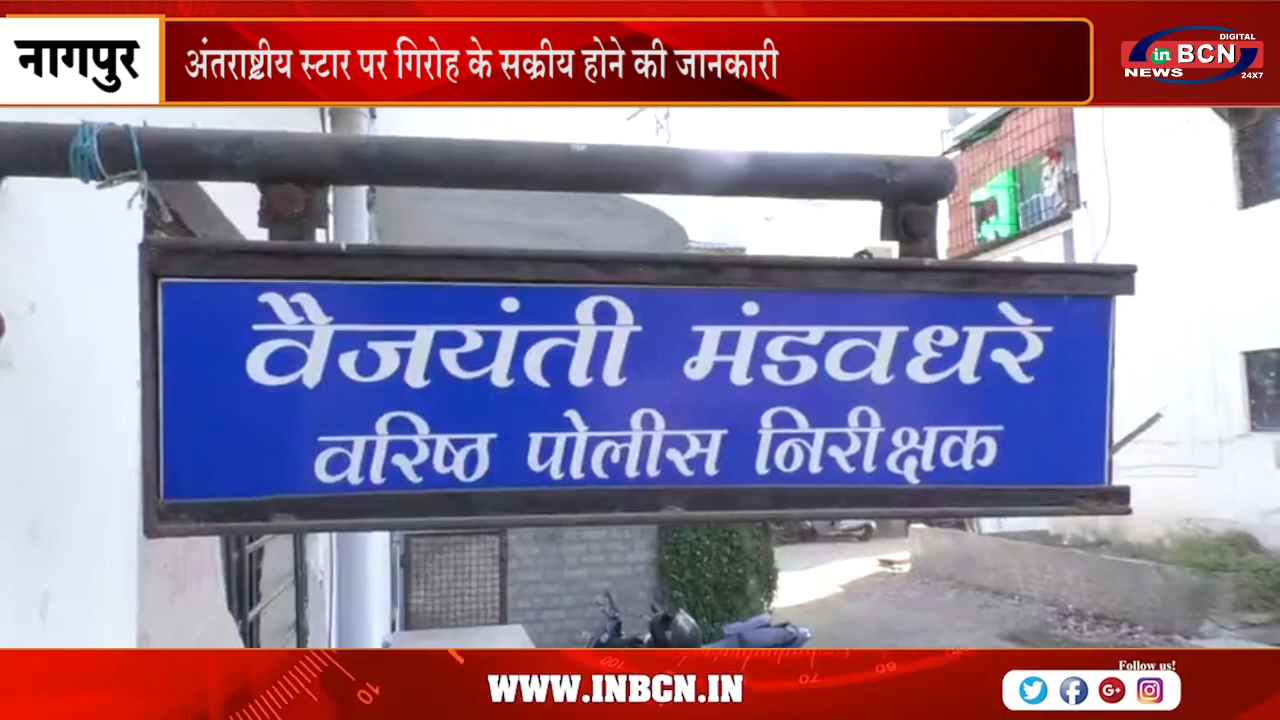 नागपुर
अंतराष्ट्रीय स्टार पर गिरोह के सक्रीय होने की जानकारी
DIGITAL
in BCN
NEWS
24X7
वैजयंती मंडवधरे
वरिष्ठ पोलीस निरीक्षक
WWW.INBCN.IN
Follow us!